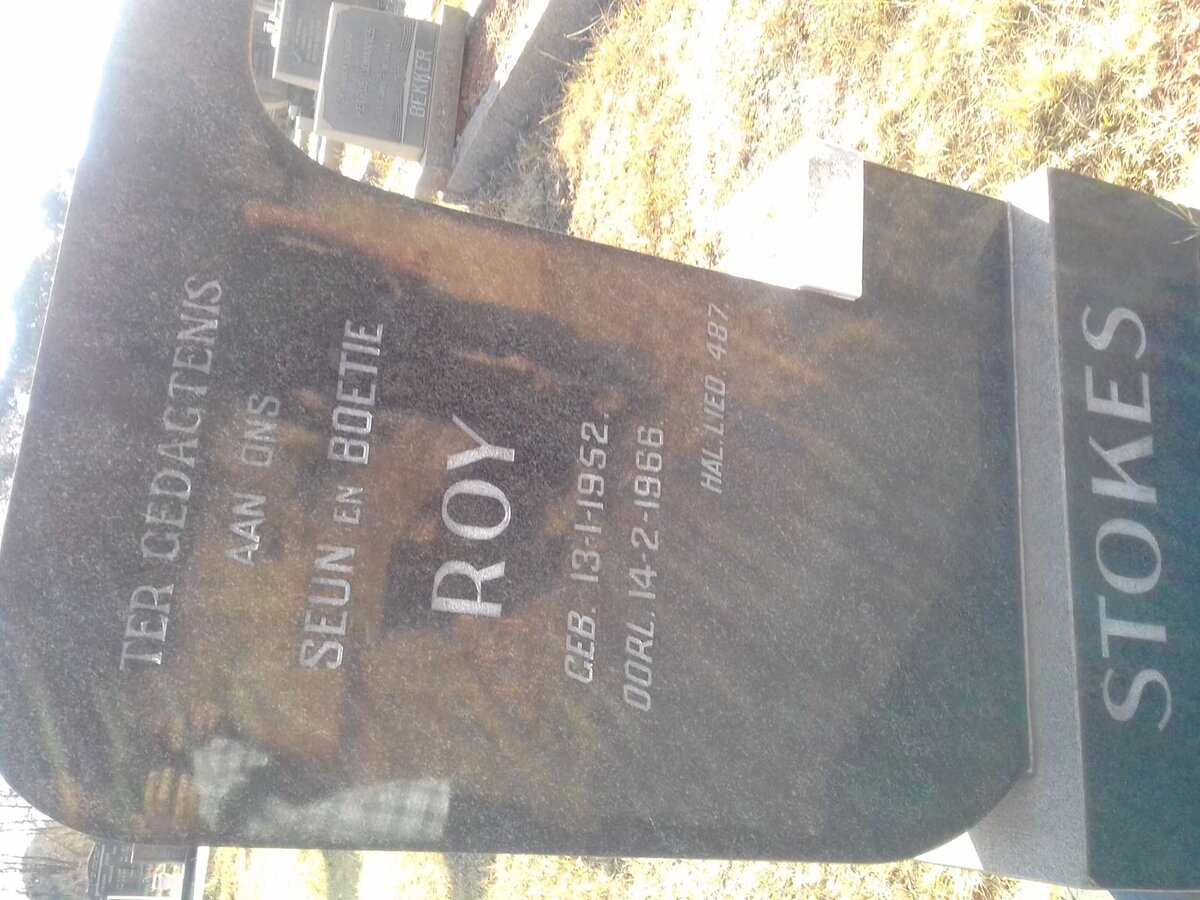 TER GEDAGTENIS
AAN ONS
SEUN EN BOETIE
ROY
GEB. 13-1-1952.
OORL. 14-2-1966.
HAL. LIED. 487.
STOKES
BEKKER